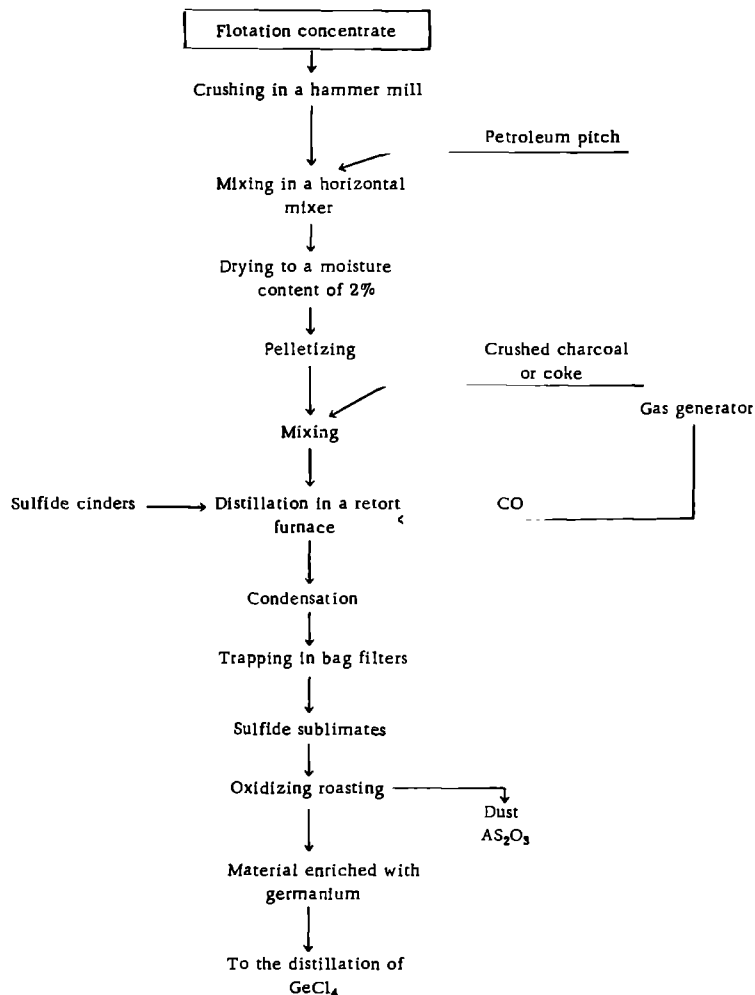 Flotation concentrate
Crushing in a hammer mill
Petroleum pitch
Mixing in a horizontal
mixer
Drying to a moisture
content of 2%
Pelletizing
Crushed charcoal
or coke
Gas generator
Mixing
Sulfide cinders
Distillation in a retort
furnace
CO
Condensation
Trapping in bag filters
Sulfide sublimates
Oxidizing roasting
Dust
AS₂O₃
Material enriched with
germanium
To the distillation of
GeCl₄